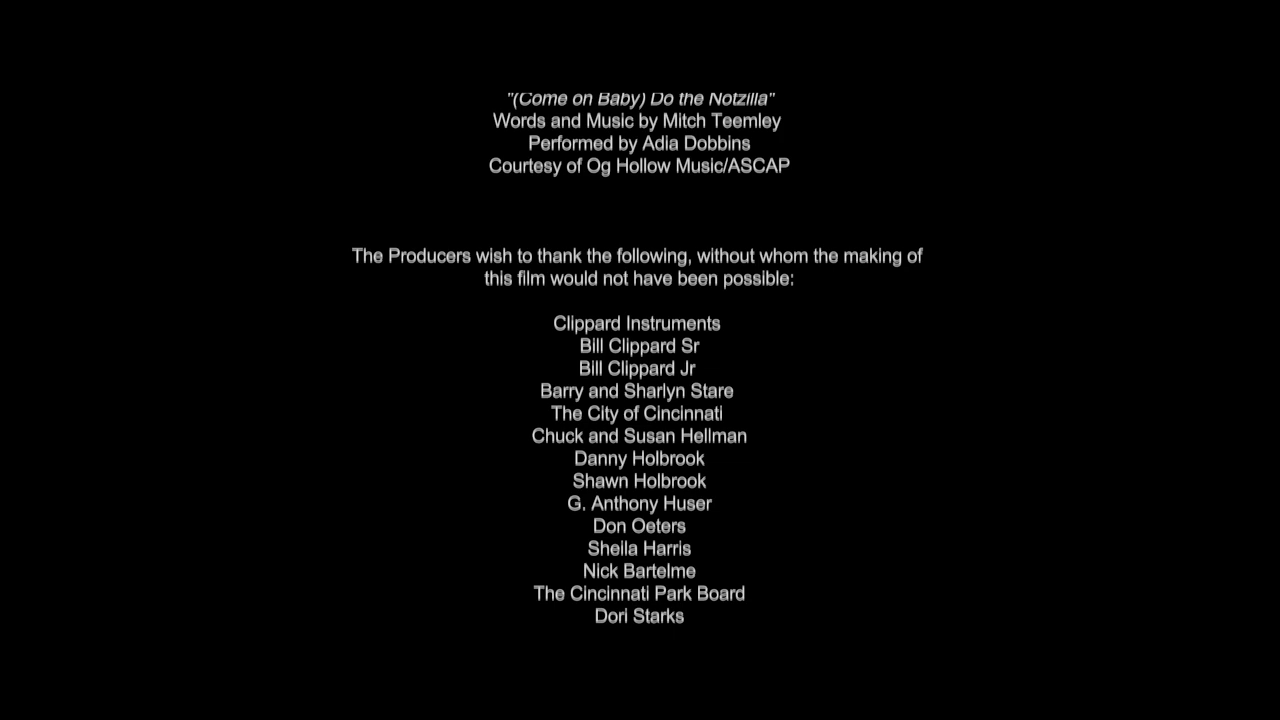 "(Come on Baby) Do the Notzilla"
Words and Music by Mitch Teemley
Performed by Adia Dobbins
Courtesy of Og Hollow Music/ASCAP
The Producers wish to thank the following, without whom the making of
this film would not have been possible:
Clippard Instruments
Bill Clippard Sr
Bill Clippard Jr
Barry and Sharlyn Stare
The City of Cincinnati
Chuck and Susan Hellman
Danny Holbrook
Shawn Holbrook
G. Anthony Huser
Don Oeters
Sheila Harris
Nick Bartelme
The Cincinnati Park Board
Dori Starks